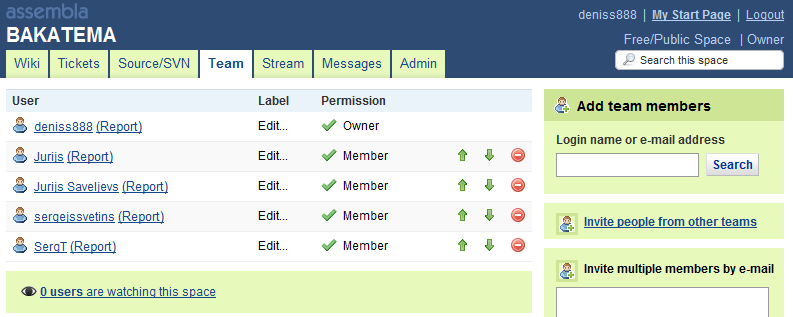 assembla
deniss888 | My Start Page | Logout
BAKATEMA
Free/Public Space | Owner
Wiki Tickets Source/SVN Team Stream Messages Admin
Search this space
User Label Permission
deniss888 (Report) Edit... Owner
Jurijs (Report) Edit... Member
Jurijs Saveljevs (Report) Edit... Member
sergejssvetins (Report) Edit... Member
SergT (Report) Edit... Member
0 users are watching this space
Add team members
Login name or e-mail address
Search
Invite people from other teams
Invite multiple members by e-mail